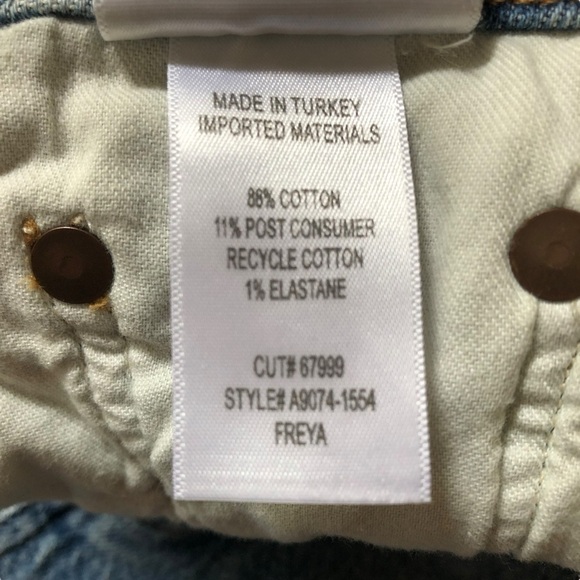 MADE IN TURKEY
IMPORTED MATERIALS
88% COTTON
11% POST CONSUMER
RECYCLE COTTON
1% ELASTANE
CUT# 67999
STYLE# A9074-1554
FREYA